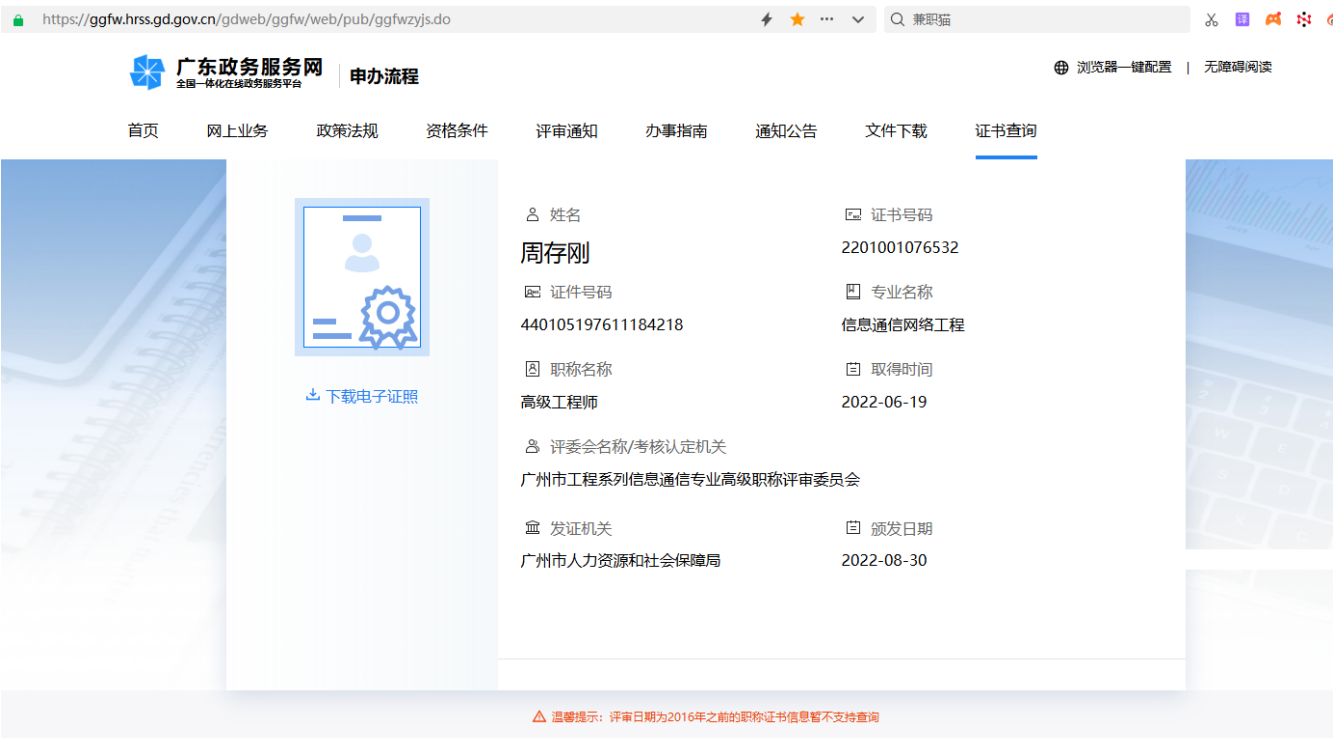 https://ggfw.hrss.gd.gov.cn/gdweb/ggfw/web/pub/ggfwzyjs.do
兼职猫
译
广东政务服务网
全国一体化在线政务服务平台
申办流程
浏览器一键配置 | 无障碍阅读
首页 网上业务 政策法规 资格条件 评审通知 办事指南 通知公告 文件下载 证书查询
姓名 证书号码
周存刚 2201001076532
证件号码 专业名称
440105197611184218 信息通信网络工程
职称名称 取得时间
下载电子证照
高级工程师 2022-06-19
评委会名称/考核认定机关
广州市工程系列信息通信专业高级职称评审委员会
发证机关 颁发日期
广州市人力资源和社会保障局 2022-08-30
温馨提示：评审日期为2016年之前的职称证书信息暂不支持查询